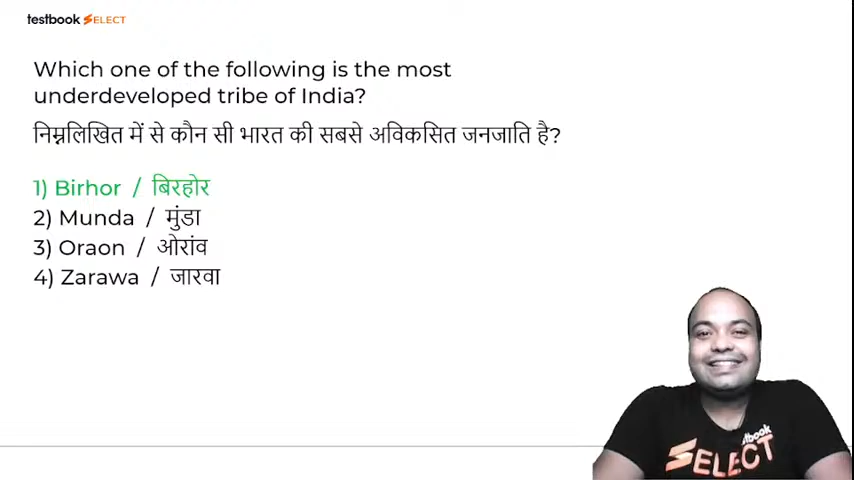 testbook SELECT
Which one of the following is the most
underdeveloped tribe of India?
निम्नलिखित में से कौन सी भारत की सबसे अविकसित जनजाति है?
1) Birhor / बिरहोर
2) Munda / मुंडा
3) Oraon / ओरांव
4) Zarawa / जारवा
stbook
SELECT